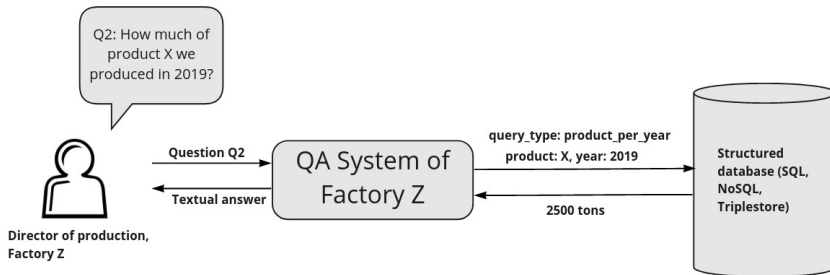 Q2: How much of
product X we
produced in 2019?
Question Q2
Textual answer
Director of production,
Factory Z
QA System of
Factory Z
query_type: product_per_year
product: X, year: 2019
2500 tons
Structured
database (SQL,
NoSQL,
Triplestore)